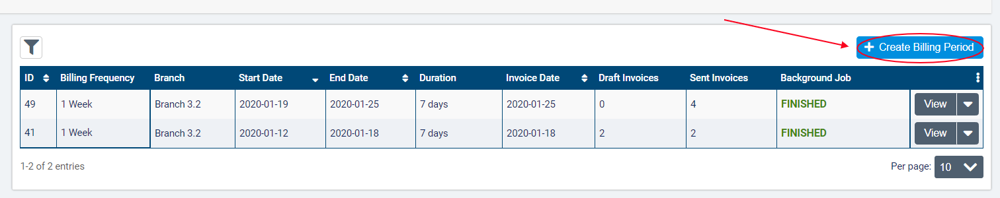 + Create Billing Period
ID Billing Frequency Branch Start Date End Date Duration Invoice Date Draft Invoices Sent Invoices Background Job
49 1 Week Branch 3.2 2020-01-19 2020-01-25 7 days 2020-01-25 0 4 FINISHED View
41 1 Week Branch 3.2 2020-01-12 2020-01-18 7 days 2020-01-18 2 2 FINISHED View
1-2 of 2 entries Per page: 10